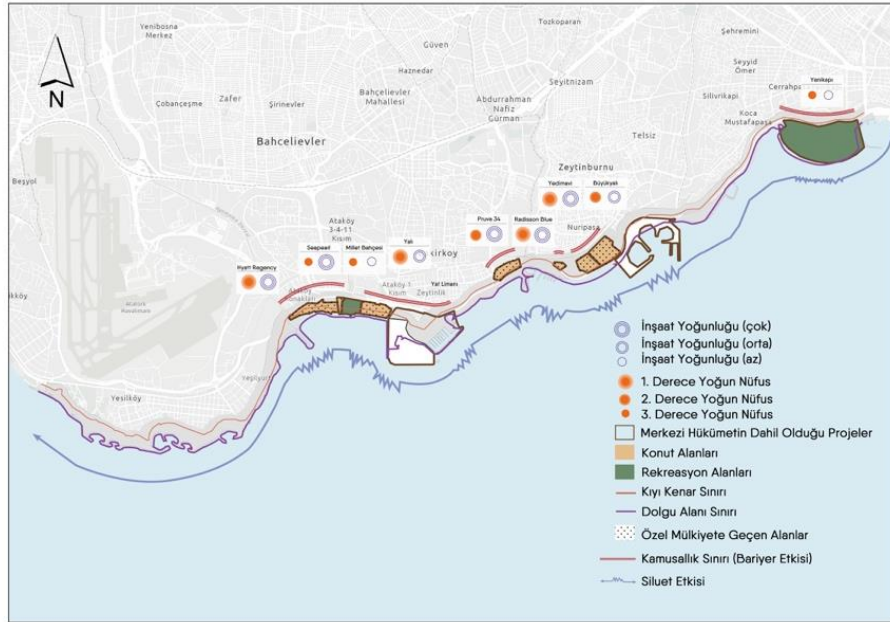 Yenibosna
Merkez
Tozkoparan
Şehremini
Güven
Seyyid
Ömer
Haznedar
Seyitnizam
Yenikapı
Zafer
Bahçelievler
Mahallesi
Silivrikapı
Çobançeşme
Şirinevler
Abdurrahman
Nafiz
Gürman
Koca
Mustafapaşa
Bahcelievler
Telsiz
Zeytinburnu
Beşyol
Yedimavi
Büyükyalı
Ataköy
3-4-11
Kısım
Pruva 34
Radisson Blue
Nuripaşa
Seapearl
Millet Bahçesi
Yalı
Hyatt Regency
Ataköy 1
Kısım
Zeytinlik
Yat Limanı
Yeşilyurt
Yeşilköy
N
İnşaat Yoğunluğu (çok)
İnşaat Yoğunluğu (orta)
İnşaat Yoğunluğu (az)
1. Derece Yoğun Nüfus
2. Derece Yoğun Nüfus
3. Derece Yoğun Nüfus
Merkezi Hükümetin Dahil Olduğu Projeler
Konut Alanları
Rekreasyon Alanları
Kıyı Kenar Sınırı
Dolgu Alanı Sınırı
Özel Mülkiyete Geçen Alanlar
Kamusallık Sınırı (Bariyer Etkisi)
Siluet Etkisi